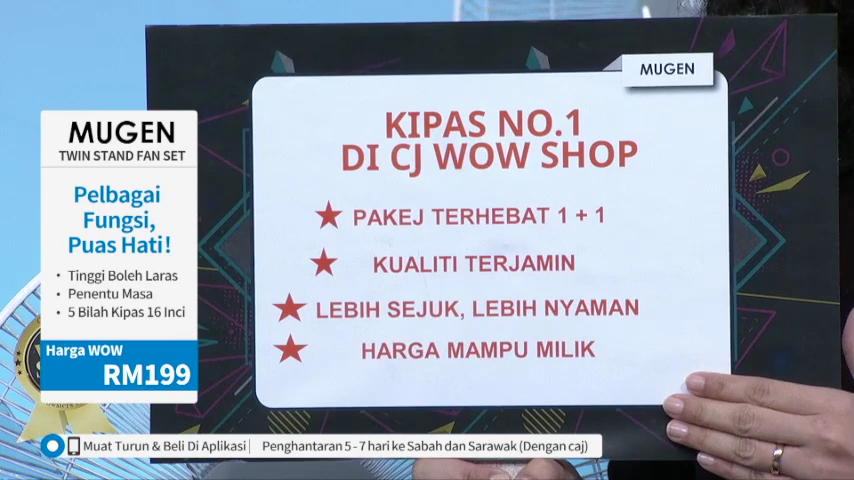 MUGEN
KIPAS NO.1
DI CJ WOW SHOP
★ PAKEJ TERHEBAT 1 + 1
★ KUALITI TERJAMIN
★ LEBIH SEJUK, LEBIH NYAMAN
★ HARGA MAMPU MILIK
MUGEN
TWIN STAND FAN SET
Pelbagai
Fungsi,
Puas Hati!
• Tinggi Boleh Laras
• Penentu Masa
• 5 Bilah Kipas 16 Inci
Harga WOW
RM199
Muat Turun & Beli Di Aplikasi | Penghantaran 5 - 7 hari ke Sabah dan Sarawak (Dengan caj)